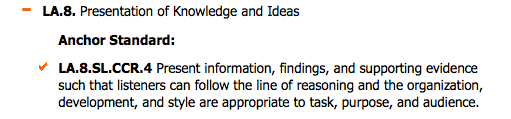 LA.8. Presentation of Knowledge and Ideas
Anchor Standard:
LA.8.SL.CCR.4 Present information, findings, and supporting evidence
such that listeners can follow the line of reasoning and the organization,
development, and style are appropriate to task, purpose, and audience.